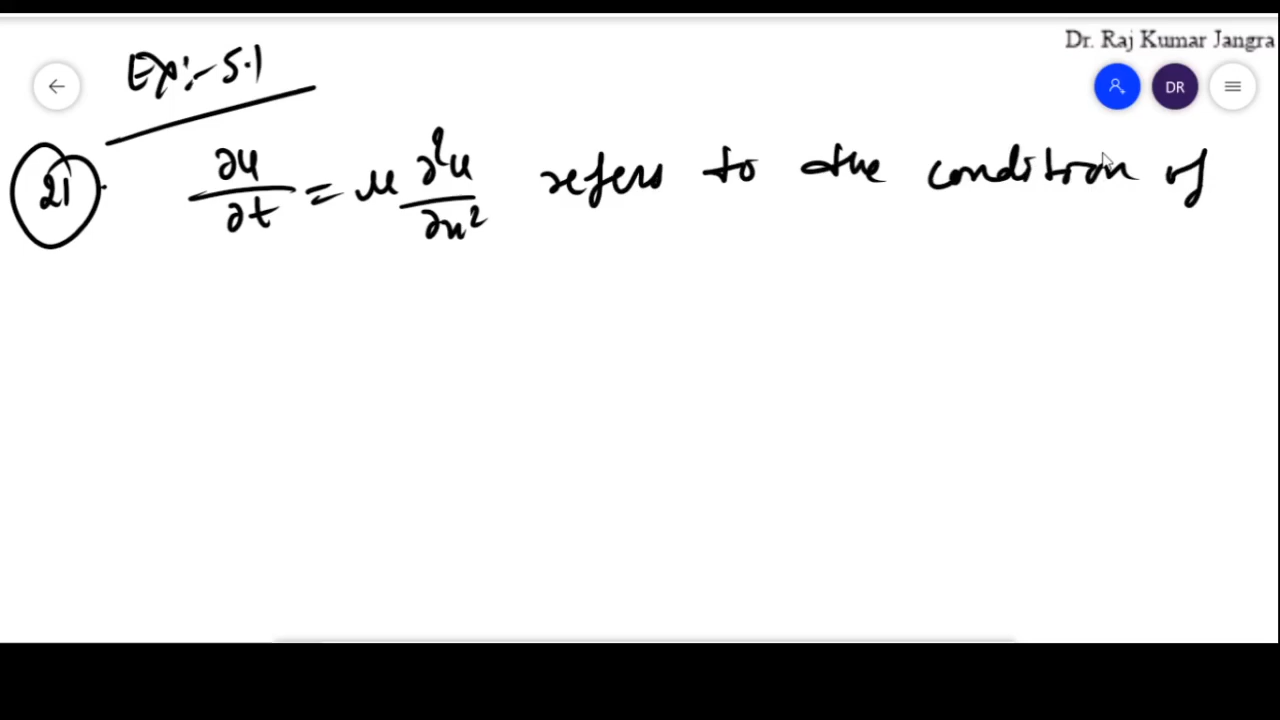 Dr. Raj Kumar Jangra
Ex:- 5.1
DR
21. ∂u/∂t = μ ∂²u/∂x² refers to the condition of